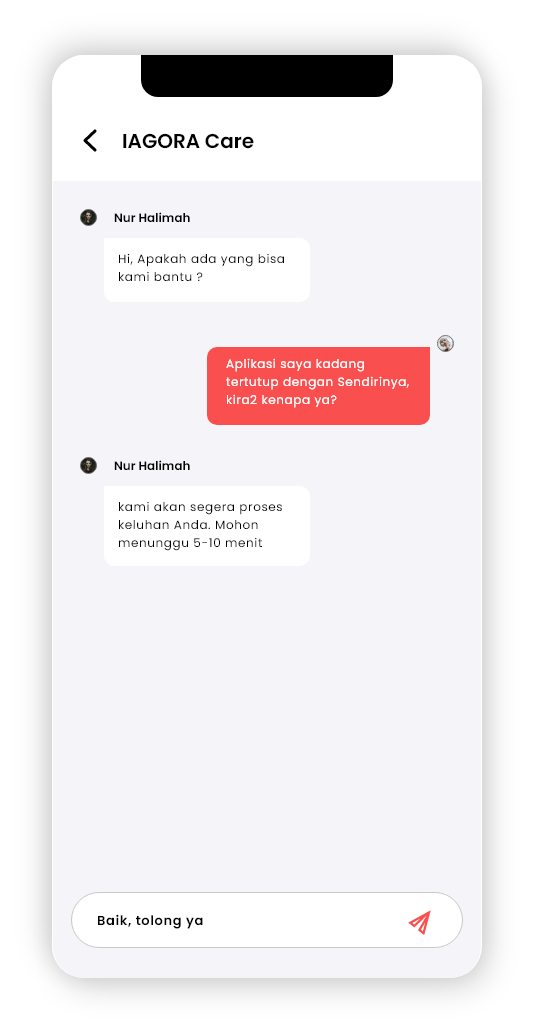 IAGORA Care
Nur Halimah
Hi, Apakah ada yang bisa
kami bantu ?
Aplikasi saya kadang
tertutup dengan Sendirinya,
kira2 kenapa ya?
Nur Halimah
kami akan segera proses
keluhan Anda. Mohon
menunggu 5-10 menit
Baik, tolong ya